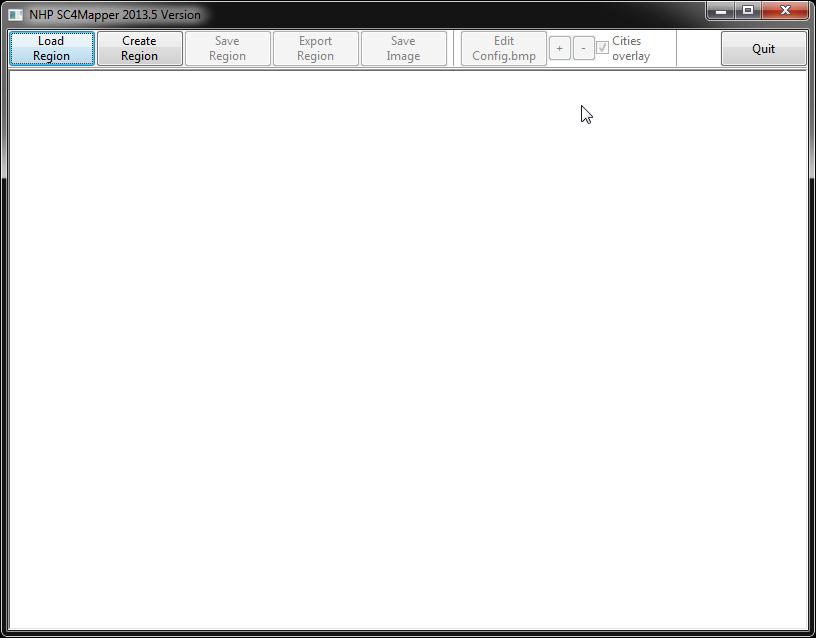 NHP SC4Mapper 2013.5 Version
Load
Region
Create
Region
Save
Region
Export
Region
Save
Image
Edit
Config.bmp
+
-
Cities
overlay
Quit